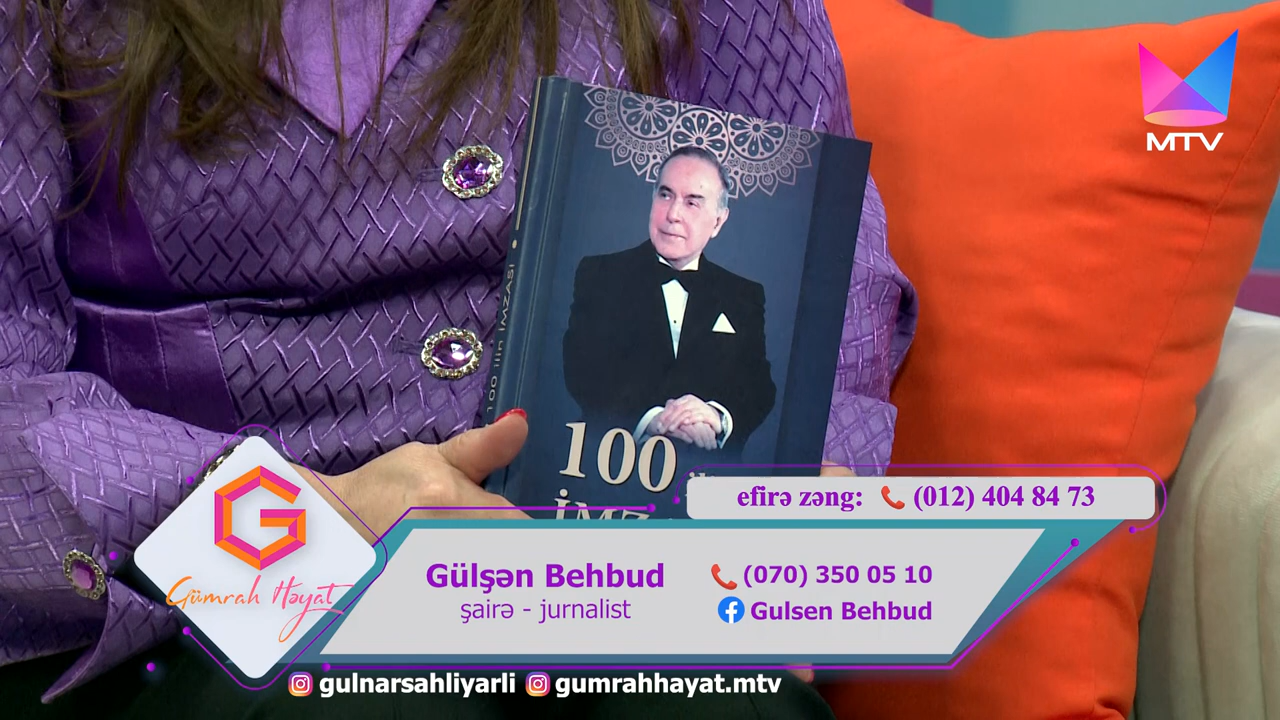 MTV
100 ilin İMZASI
100
efirə zəng: (012) 404 84 73
Gülşən Behbud
şairə - jurnalist
(070) 350 05 10
Gulsen Behbud
G
Gümrah Həyat
gulnarsahliyarli gumrahhayat.mtv